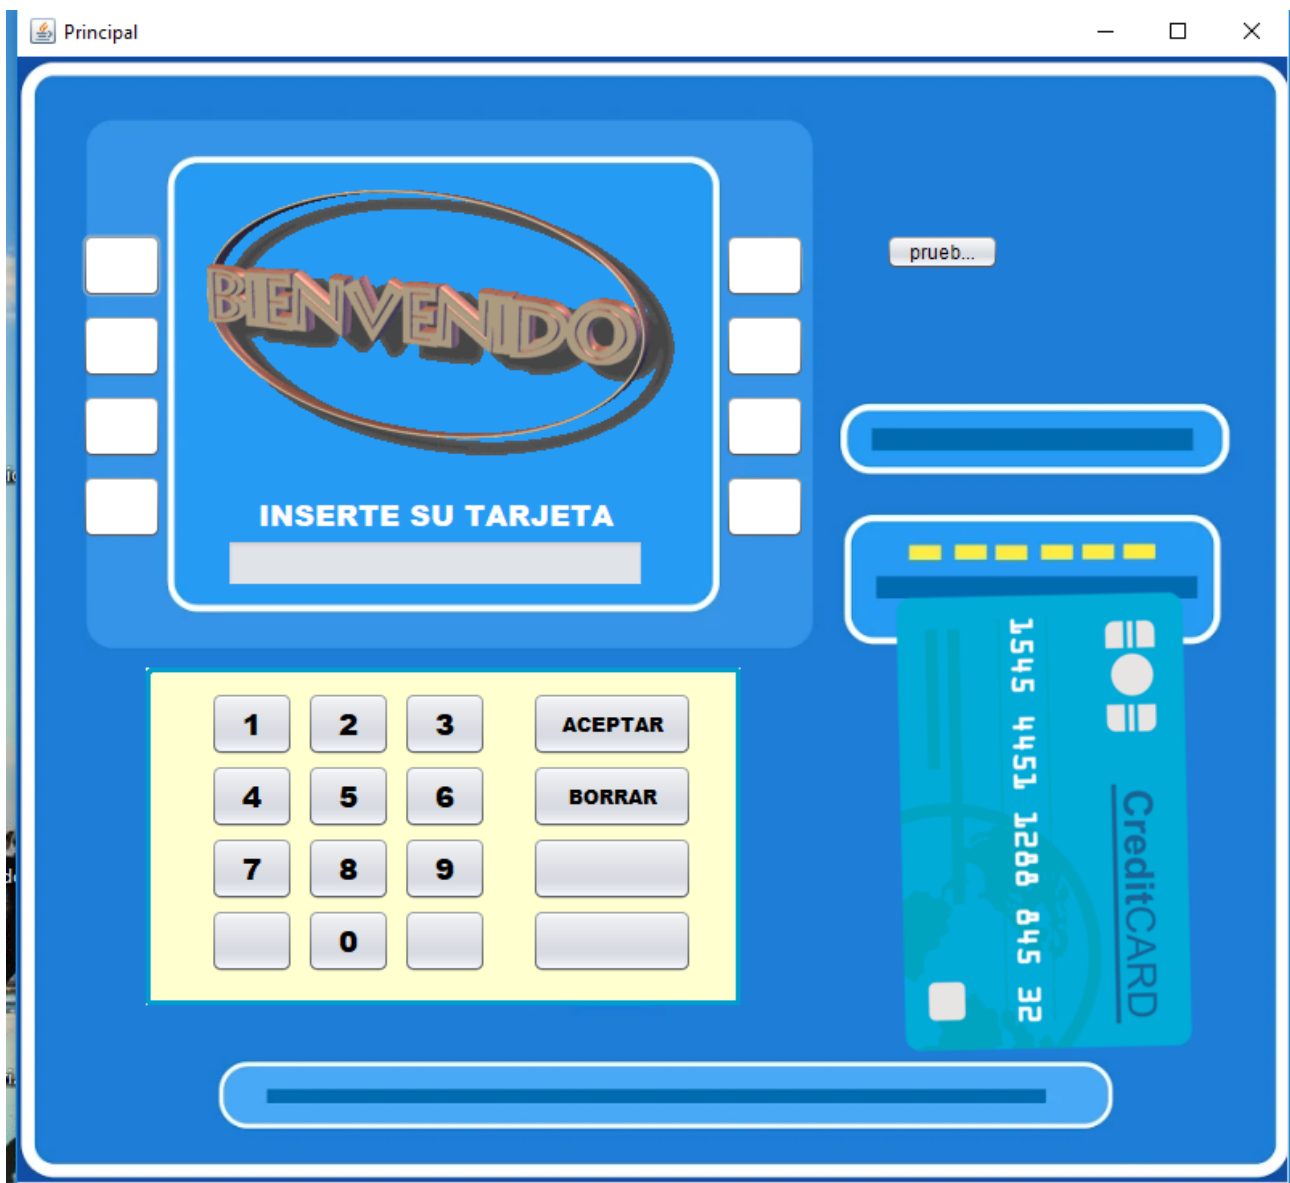 Principal
BIENVENIDO
prueb...
INSERTE SU TARJETA
1 2 3 ACEPTAR
4 5 6 BORRAR
7 8 9
0
1545 4451 1288 845 32
CreditCARD